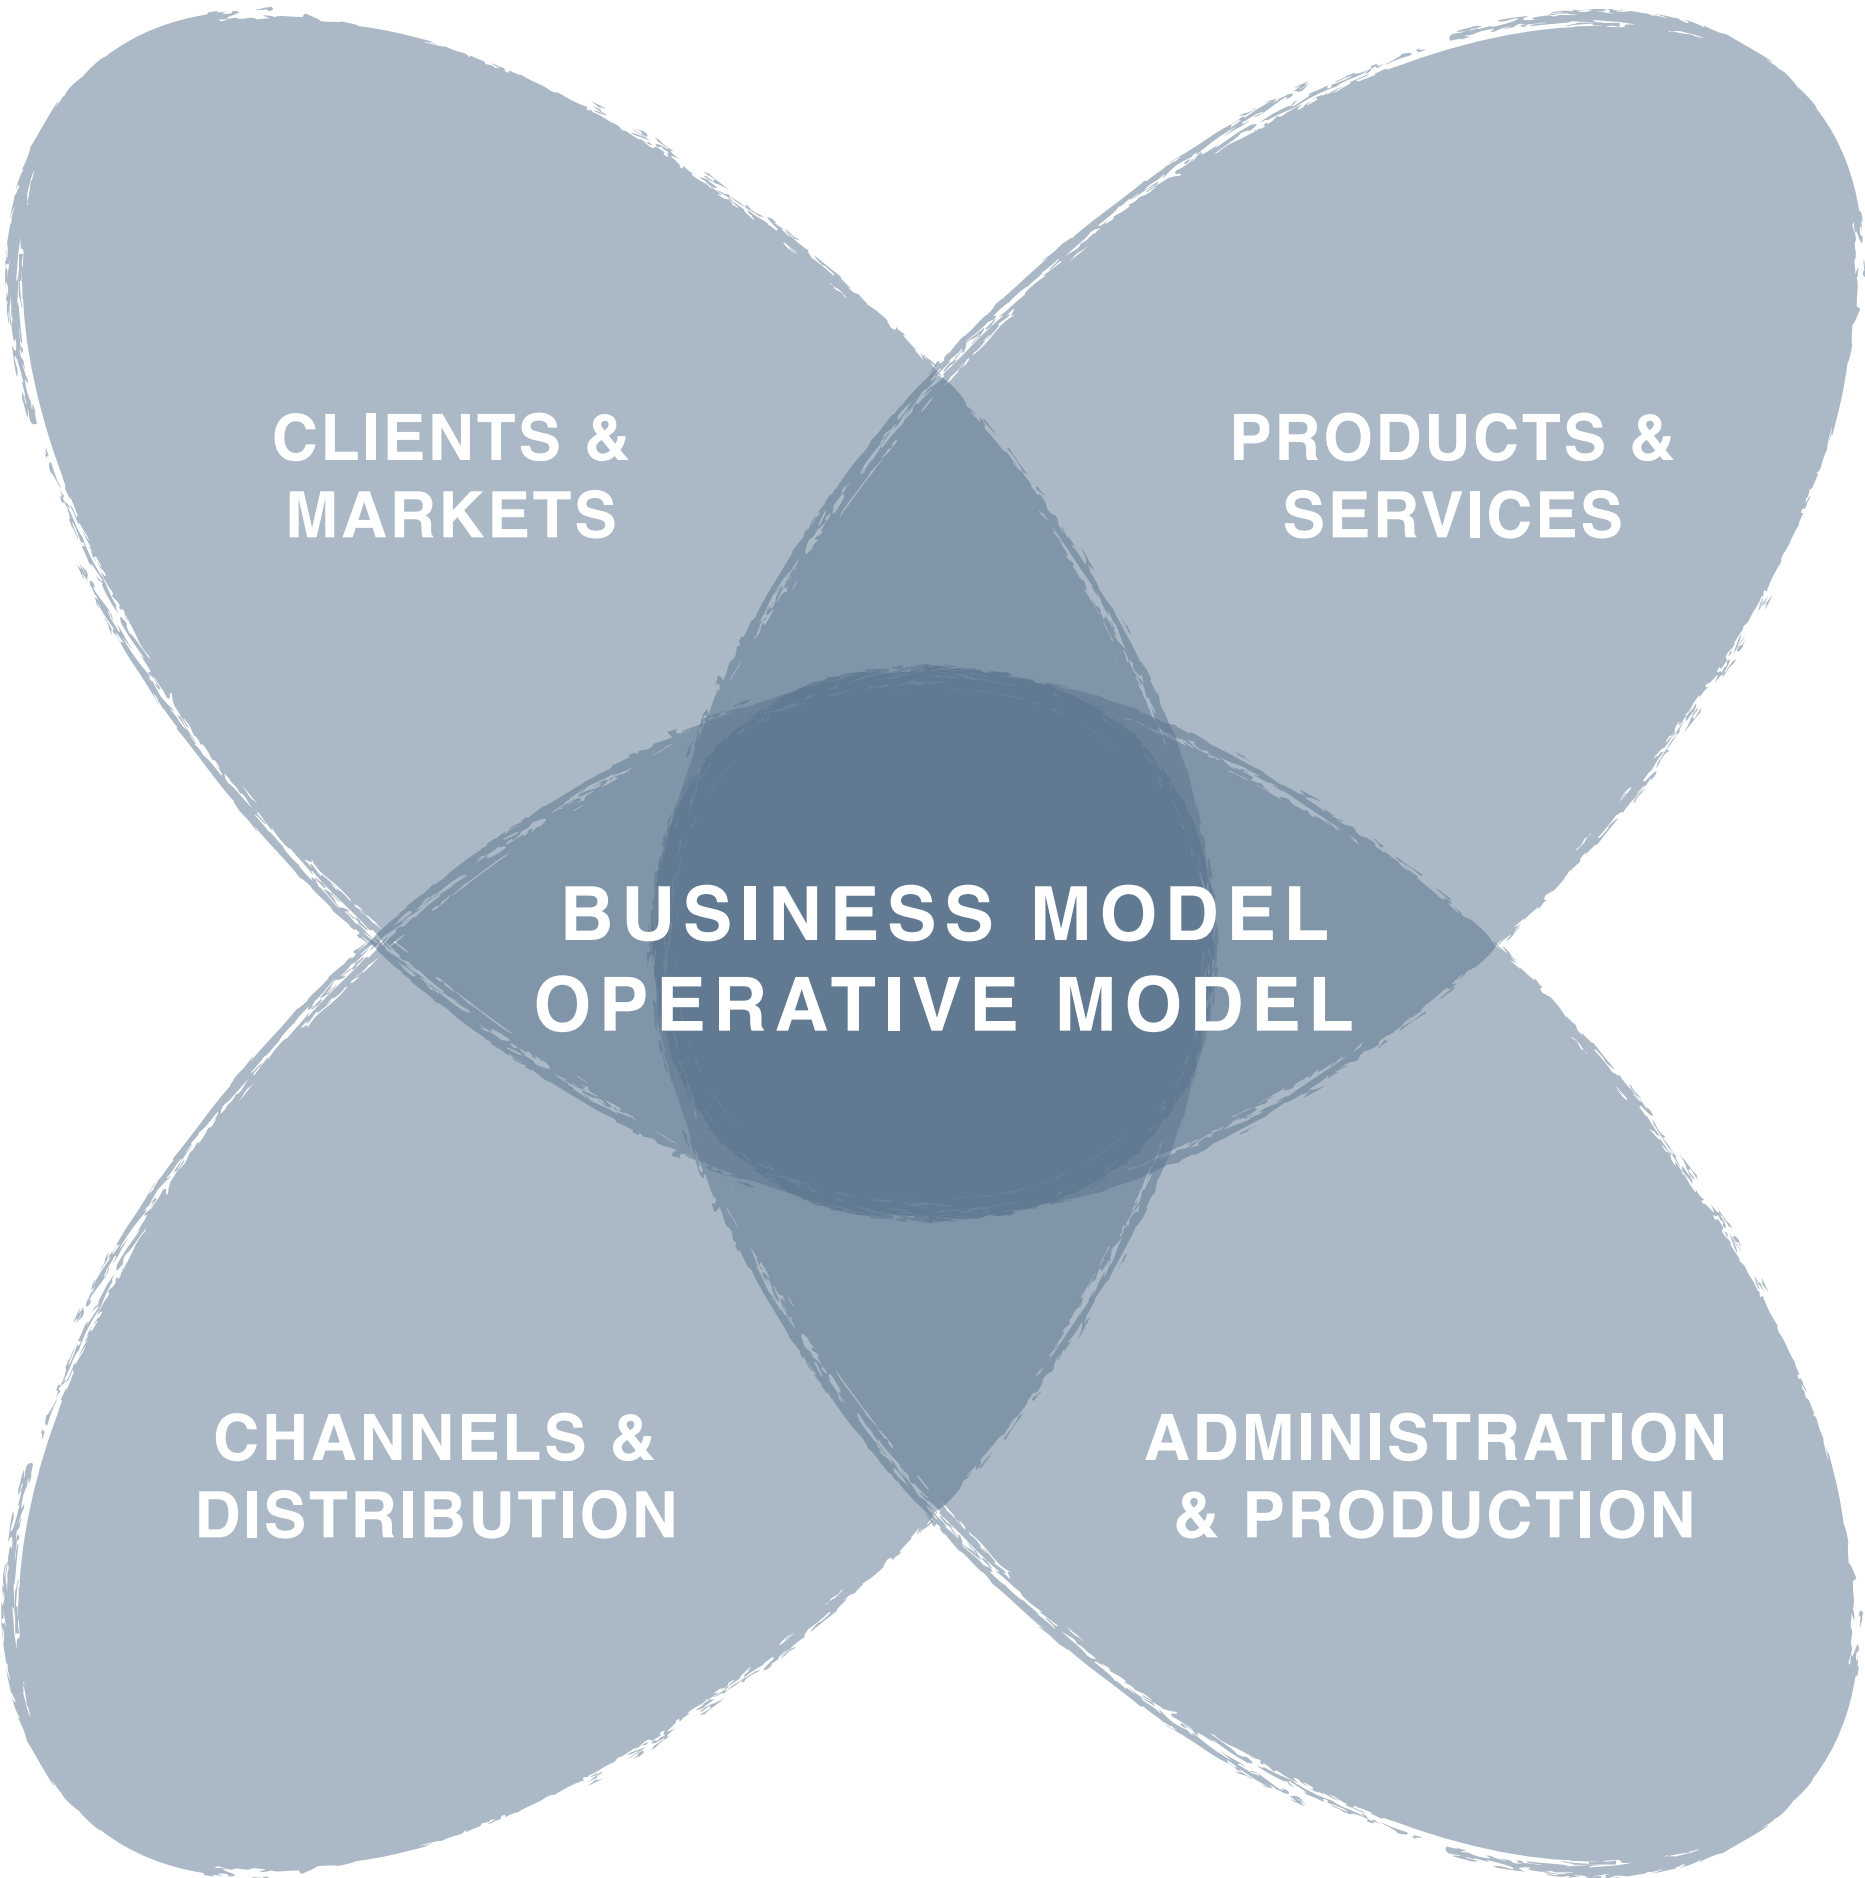 CLIENTS &
MARKETS
PRODUCTS &
SERVICES
BUSINESS MODEL
OPERATIVE MODEL
CHANNELS &
DISTRIBUTION
ADMINISTRATION
& PRODUCTION